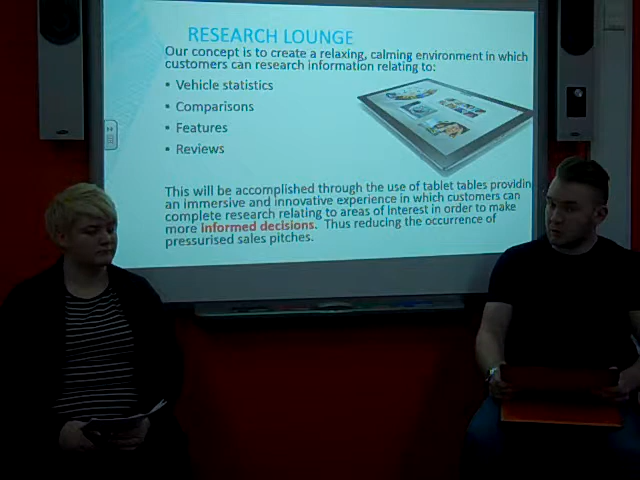 RESEARCH LOUNGE
Our concept is to create a relaxing, calming environment in which
customers can research information relating to:
• Vehicle statistics
• Comparisons
• Features
• Reviews
This will be accomplished through the use of tablet tables providin
an immersive and innovative experience in which customers can
complete research relating to areas of interest in order to make
more informed decisions. Thus reducing the occurrence of
pressurised sales pitches.